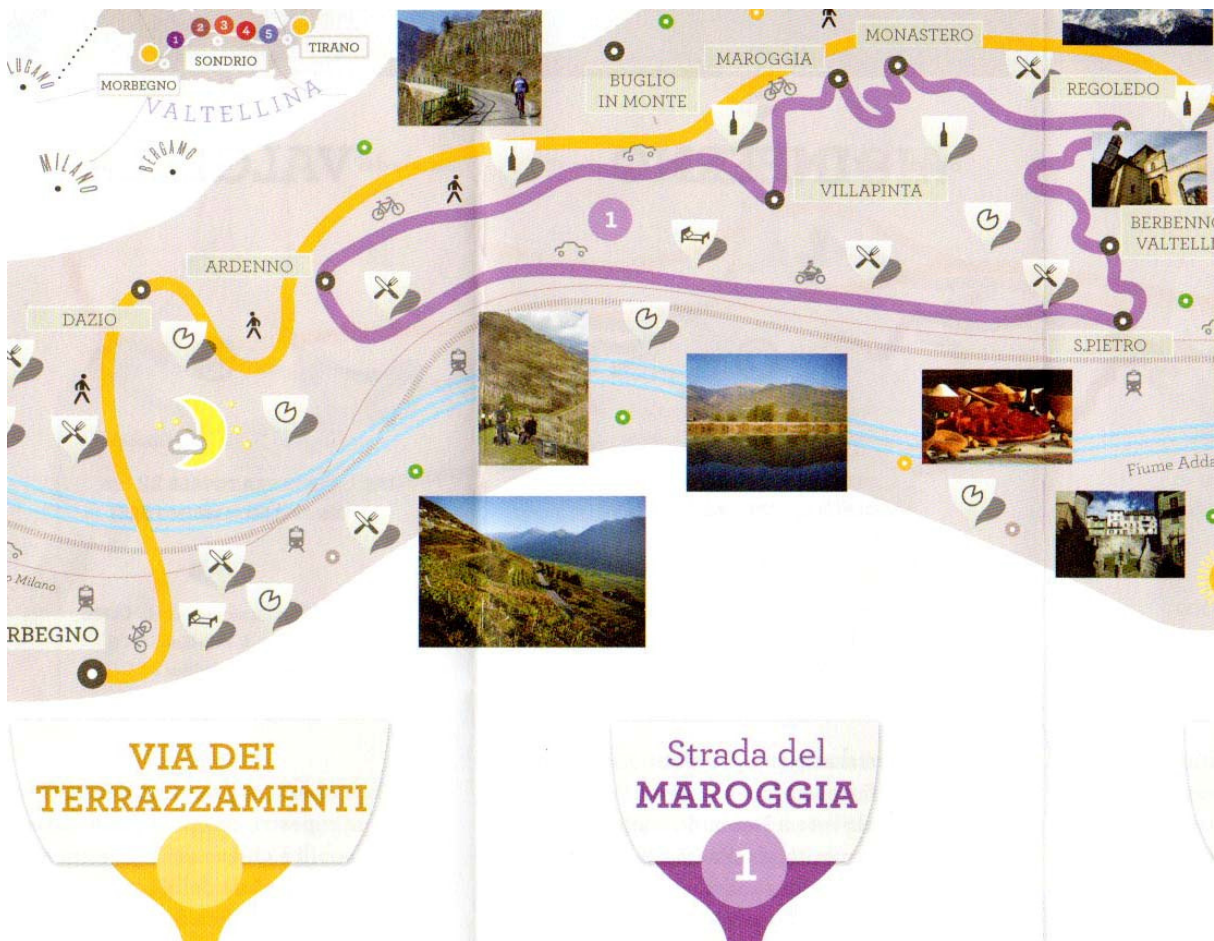 LUGANO
MILANO
BERGAMO
1 2 3 4 5
MORBEGNO
SONDRIO
TIRANO
VALTELLINA
BUGLIO
IN MONTE
MAROGGIA
MONASTERO
REGOLEDO
VILLAPINTA
BERBENNO
VALTELLI
1
ARDENNO
DAZIO
S.PIETRO
Fiume Adda
o Milano
RBEGNO
VIA DEI
TERRAZZAMENTI
Strada del
MAROGGIA
1